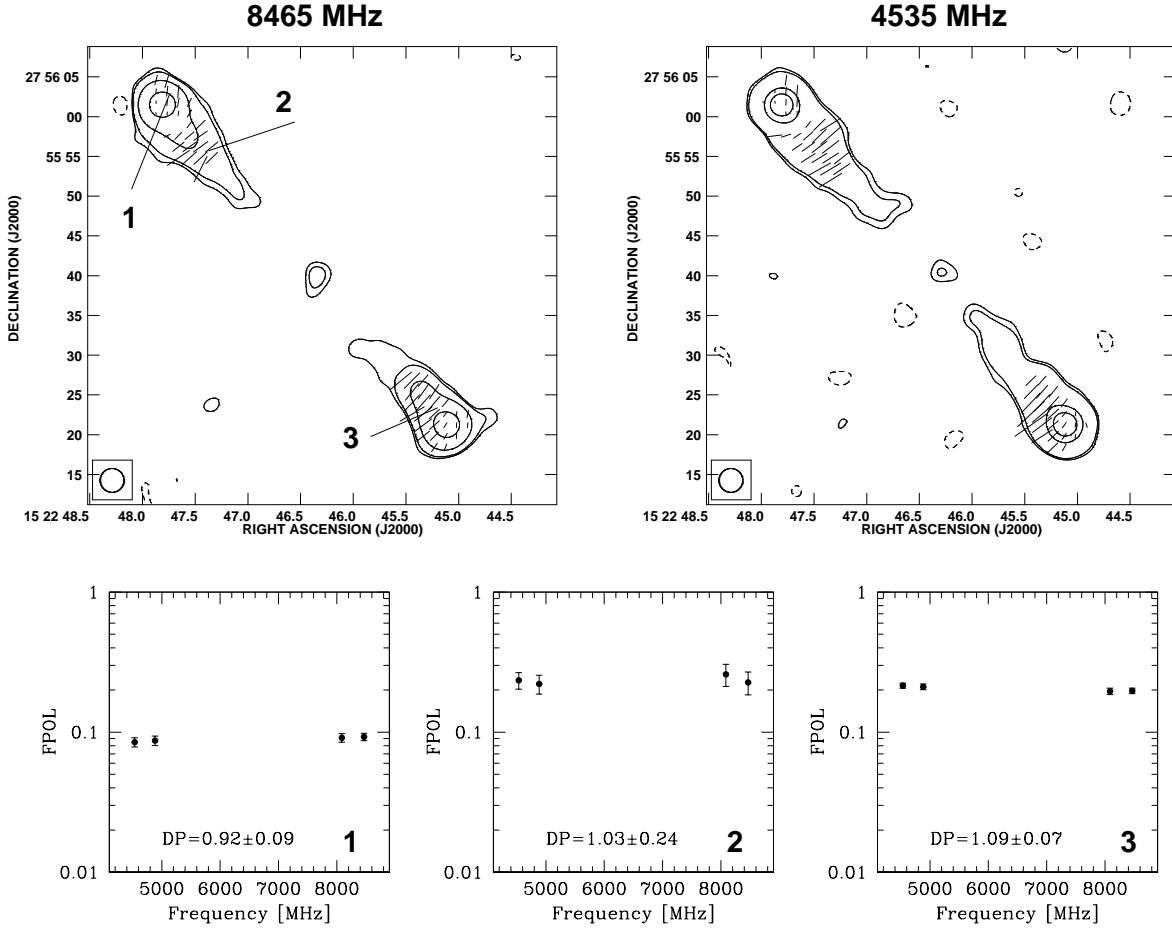 8465 MHz
4535 MHz
27 56 05
00
55 55
50
45
40
35
30
25
20
15
DECLINATION (J2000)
1
2
3
15 22 48.5 48.0 47.5 47.0 46.5 46.0 45.5 45.0 44.5
RIGHT ASCENSION (J2000)
27 56 05
00
55 55
50
45
40
35
30
25
20
15
DECLINATION (J2000)
15 22 48.5 48.0 47.5 47.0 46.5 46.0 45.5 45.0 44.5
RIGHT ASCENSION (J2000)
1
0.1
0.01
FPOL
DP=0.92±0.09
1
5000 6000 7000 8000
Frequency [MHz]
1
0.1
0.01
FPOL
DP=1.03±0.24
2
5000 6000 7000 8000
Frequency [MHz]
1
0.1
0.01
FPOL
DP=1.09±0.07
3
5000 6000 7000 8000
Frequency [MHz]